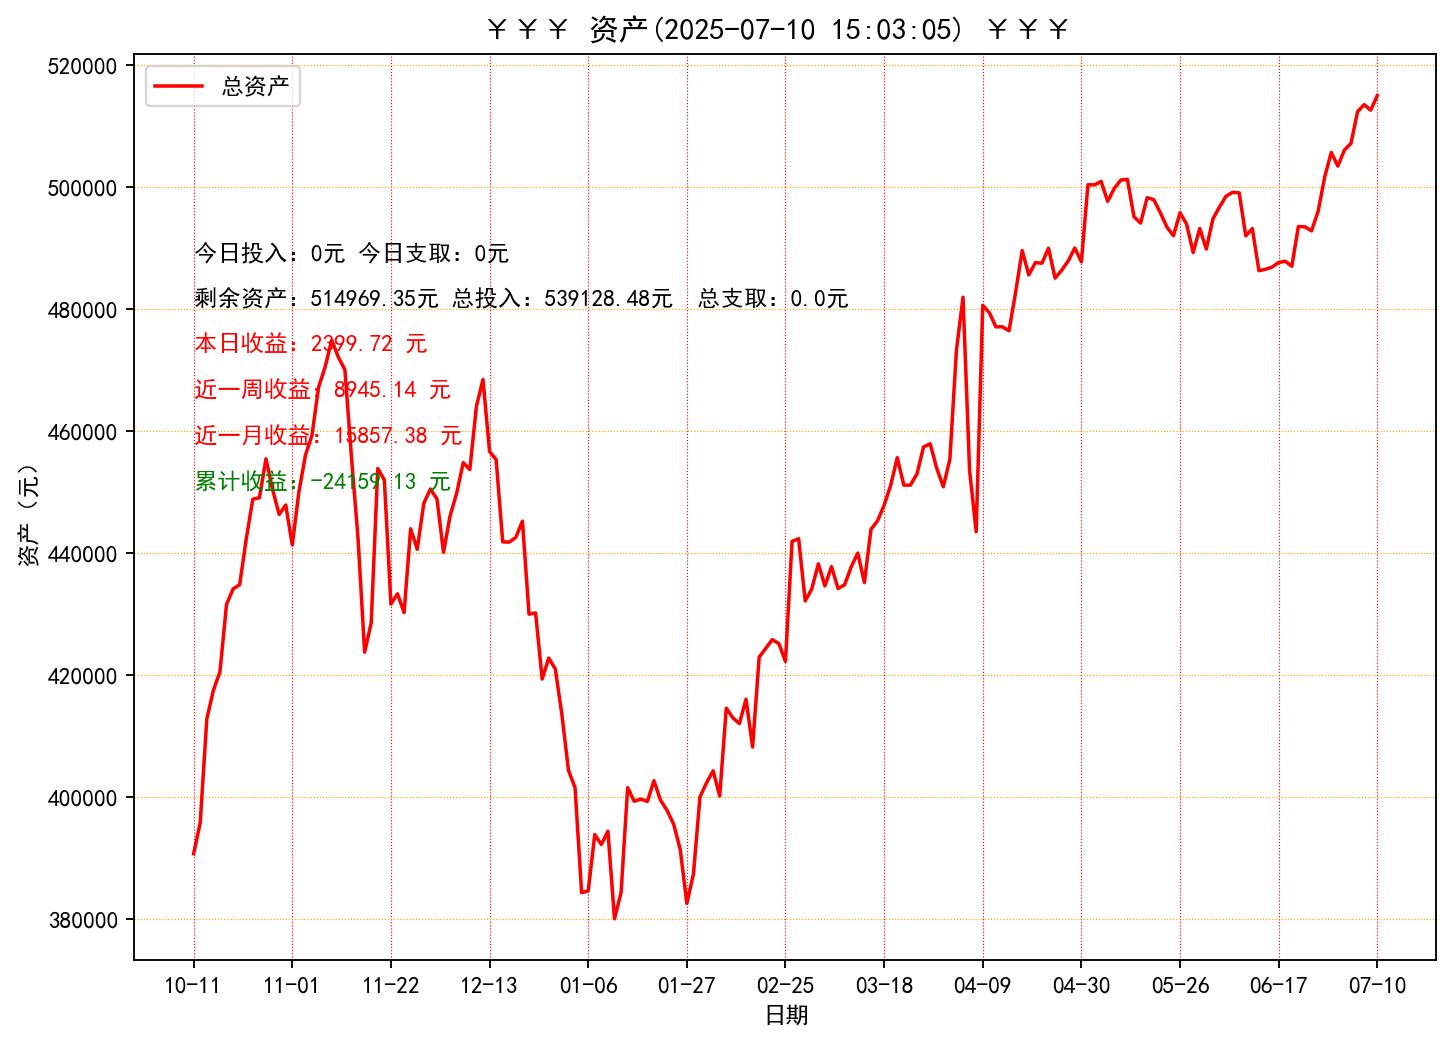 ￥￥￥ 资产(2025-07-10 15:03:05) ￥￥￥
总资产
520000
500000
480000
460000
440000
420000
400000
380000
资产（元）
今日投入：0元 今日支取：0元
剩余资产：514969.35元 总投入：539128.48元  总支取：0.0元
本日收益：2399.72 元
近一周收益：8945.14 元
近一月收益：15857.38 元
累计收益：-24159.13 元
10-11 11-01 11-22 12-13 01-06 01-27 02-25 03-18 04-09 04-30 05-26 06-17 07-10
日期